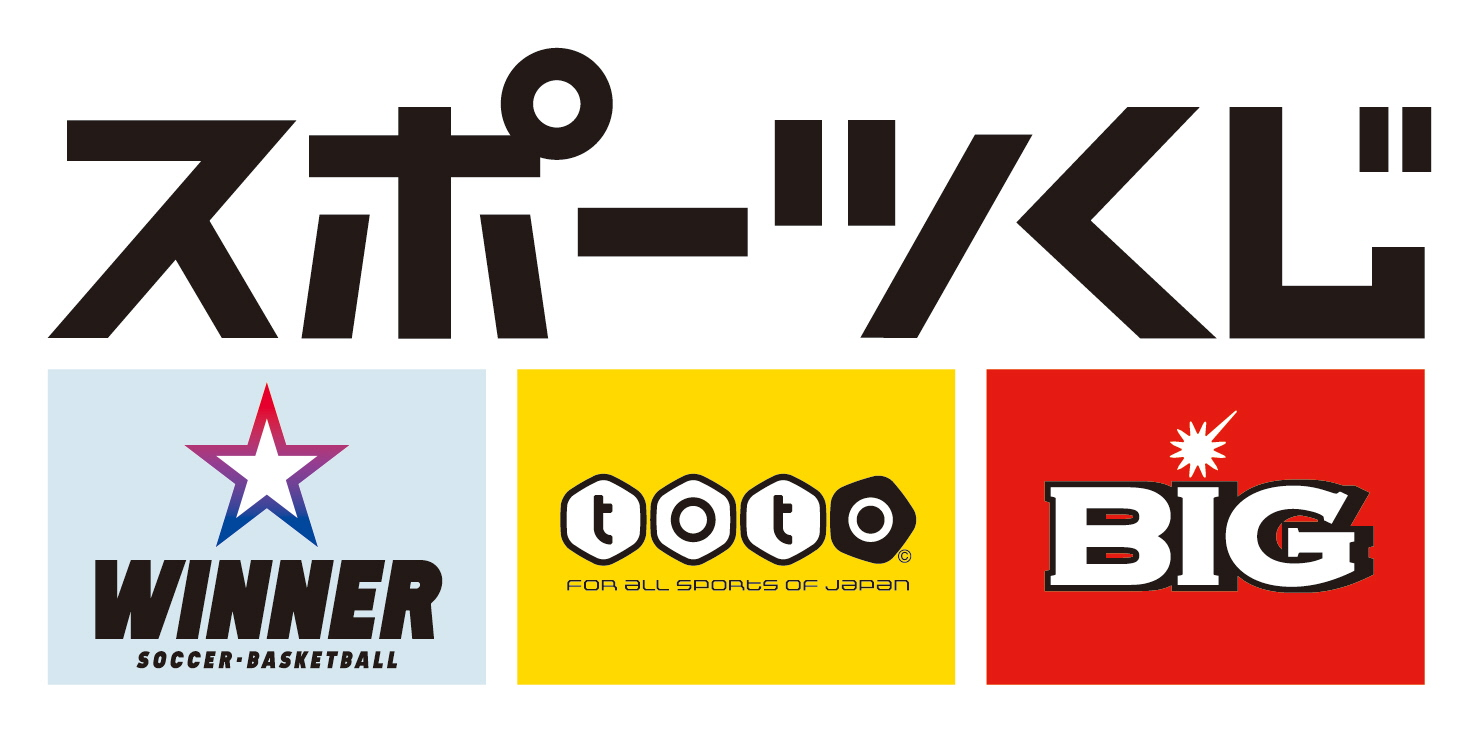 スポーツくじ
WINNER
SOCCER·BASKETBALL
toto
©
FOR ALL SPORTS OF JAPAN
BIG